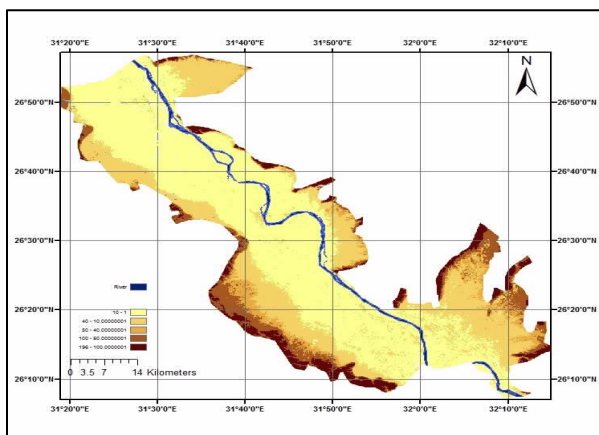 31°20'0"E 31°30'0"E 31°40'0"E 31°50'0"E 32°0'0"E 32°10'0"E
N
26°50'0"N 26°50'0"N
26°40'0"N 26°40'0"N
26°30'0"N 26°30'0"N
26°20'0"N 26°20'0"N
26°10'0"N 26°10'0"N
River
10 - 1
40 - 10.00000001
100 - 50.00000001
196 - 100.0000001
0 3.5 7 14 Kilometers
31°20'0"E 31°30'0"E 31°40'0"E 31°50'0"E 32°0'0"E 32°10'0"E